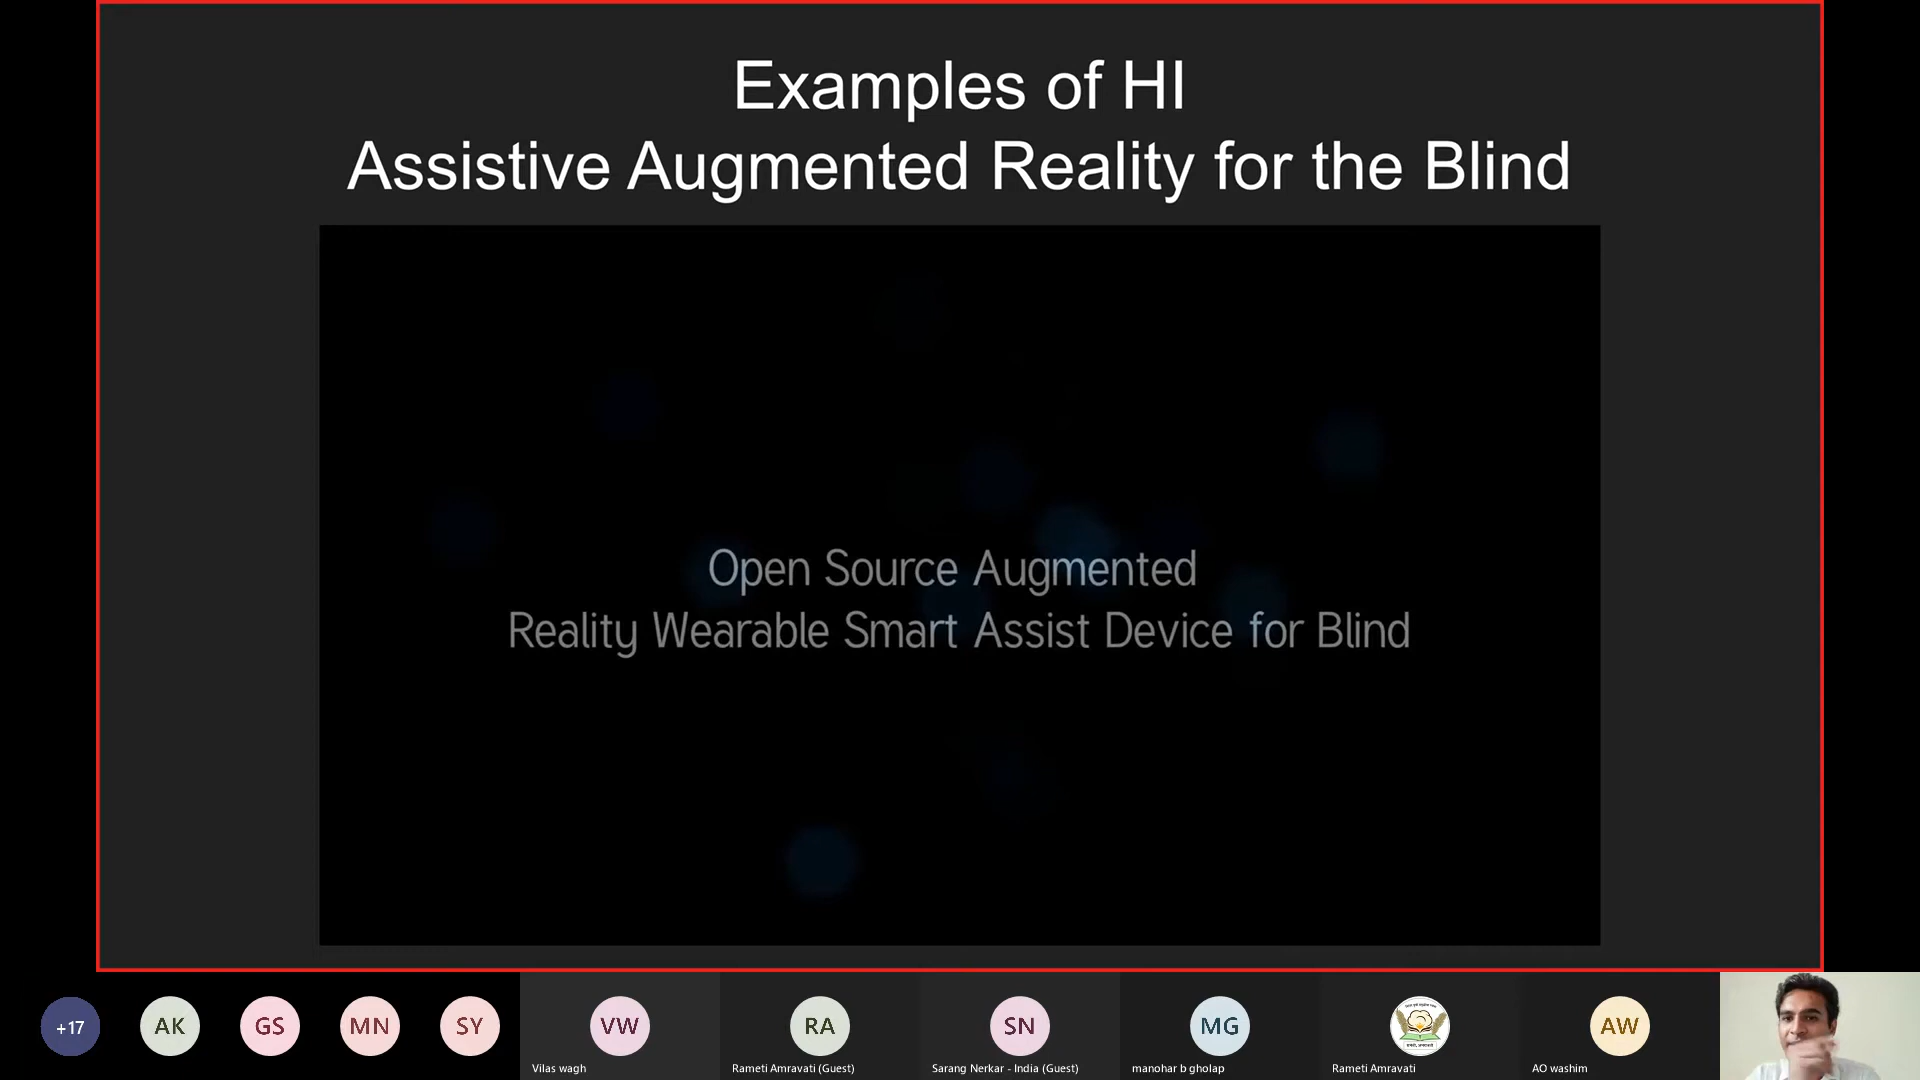 Examples of HI
Assistive Augmented Reality for the Blind
Open Source Augmented
Reality Wearable Smart Assist Device for Blind
+17
AK
GS
MN
SY
VW
RA
SN
MG
AW
Vilas wagh
Rameti Amravati (Guest)
Sarang Nerkar - India (Guest)
manohar b gholap
Rameti Amravati
AO washim